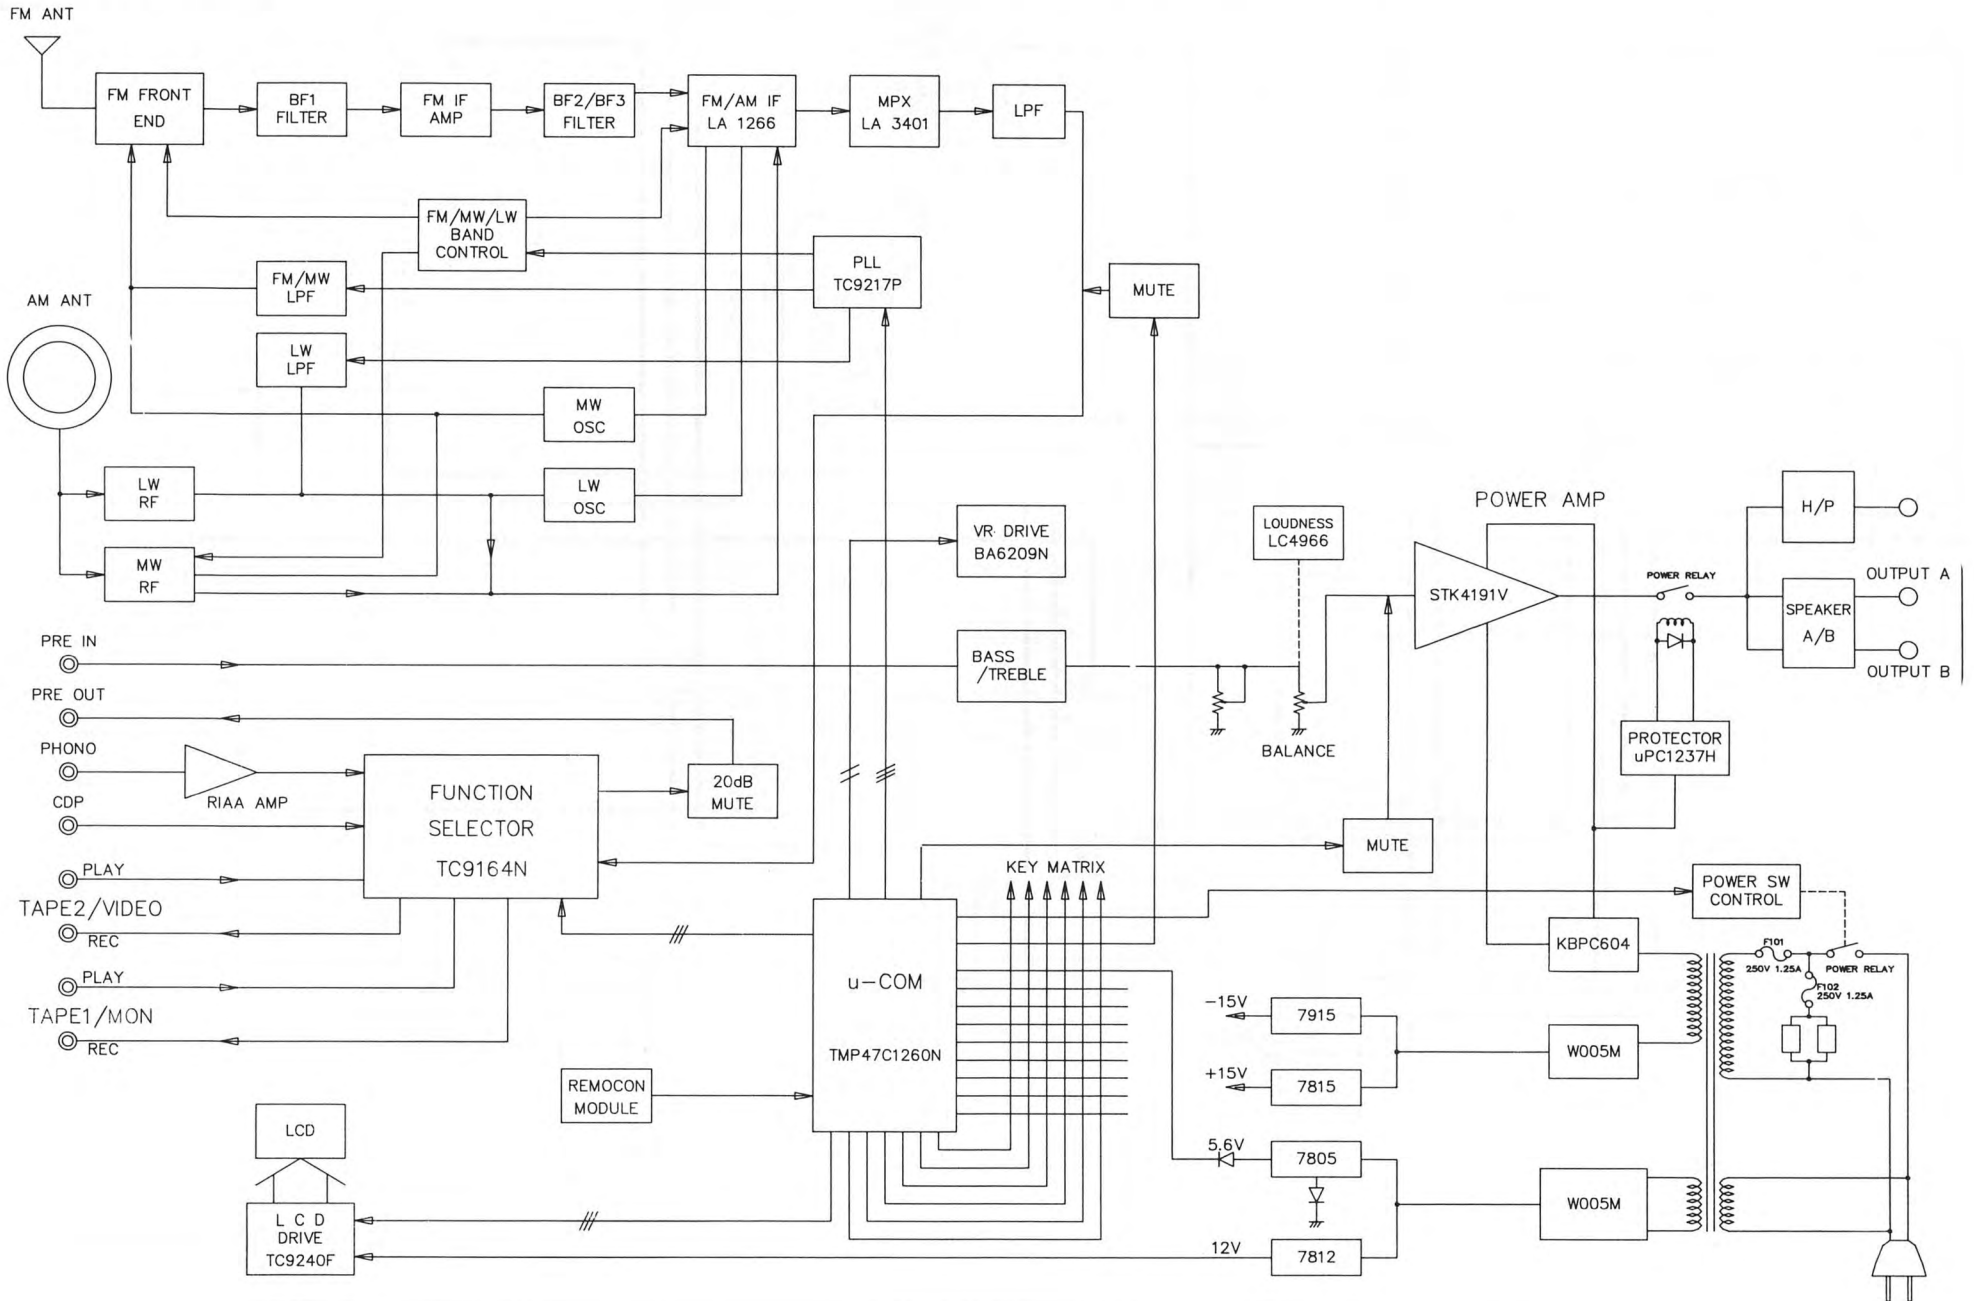 FM ANT
FM FRONT
END
BF1
FILTER
FM IF
AMP
BF2/BF3
FILTER
FM/AM IF
LA 1266
MPX
LA 3401
LPF
FM/MW/LW
BAND
CONTROL
PLL
TC9217P
FM/MW
LPF
MUTE
AM ANT
LW
LPF
MW
OSC
LW
RF
LW
OSC
MW
RF
VR DRIVE
BA6209N
LOUDNESS
LC4966
POWER AMP
STK4191V
POWER RELAY
H/P
OUTPUT A
SPEAKER
A/B
OUTPUT B
PRE IN
BASS
/TREBLE
BALANCE
PROTECTOR
uPC1237H
PRE OUT
PHONO
RIAA AMP
CDP
FUNCTION
SELECTOR
TC9164N
20dB
MUTE
MUTE
PLAY
TAPE2/VIDEO
REC
PLAY
TAPE1/MON
REC
KEY MATRIX
POWER SW
CONTROL
u-COM
TMP47C1260N
KBPC604
F101
250V 1.25A
POWER RELAY
F102
250V 1.25A
-15V
7915
W005M
+15V
7815
REMOCON
MODULE
LCD
5.6V
7805
W005M
L C D
DRIVE
TC9240F
12V
7812